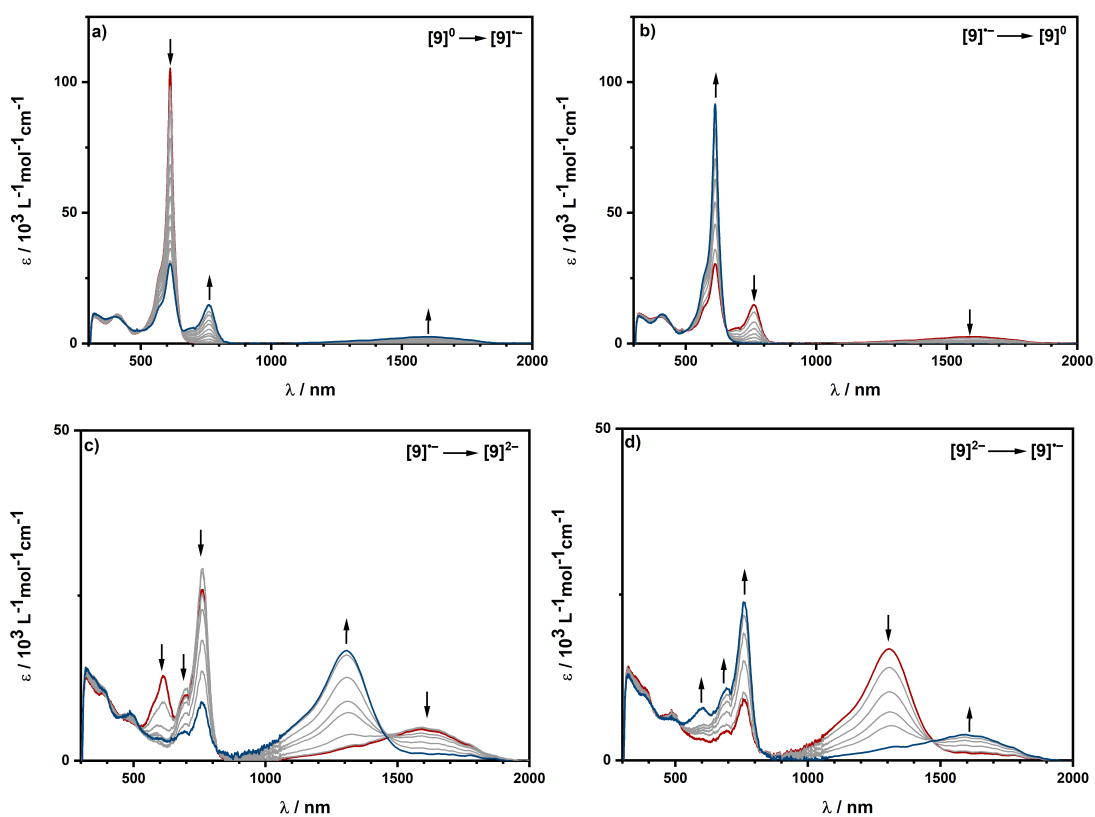 a)
[9]⁰ → [9]•⁻
100
50
0
500
1000
1500
2000
ε / 10³ L⁻¹mol⁻¹cm⁻¹
λ / nm
b)
[9]•⁻ → [9]⁰
100
50
0
500
1000
1500
2000
ε / 10³ L⁻¹mol⁻¹cm⁻¹
λ / nm
c)
[9]•⁻ → [9]²⁻
50
0
500
1000
1500
2000
ε / 10³ L⁻¹mol⁻¹cm⁻¹
λ / nm
d)
[9]²⁻ → [9]•⁻
50
0
500
1000
1500
2000
ε / 10³ L⁻¹mol⁻¹cm⁻¹
λ / nm